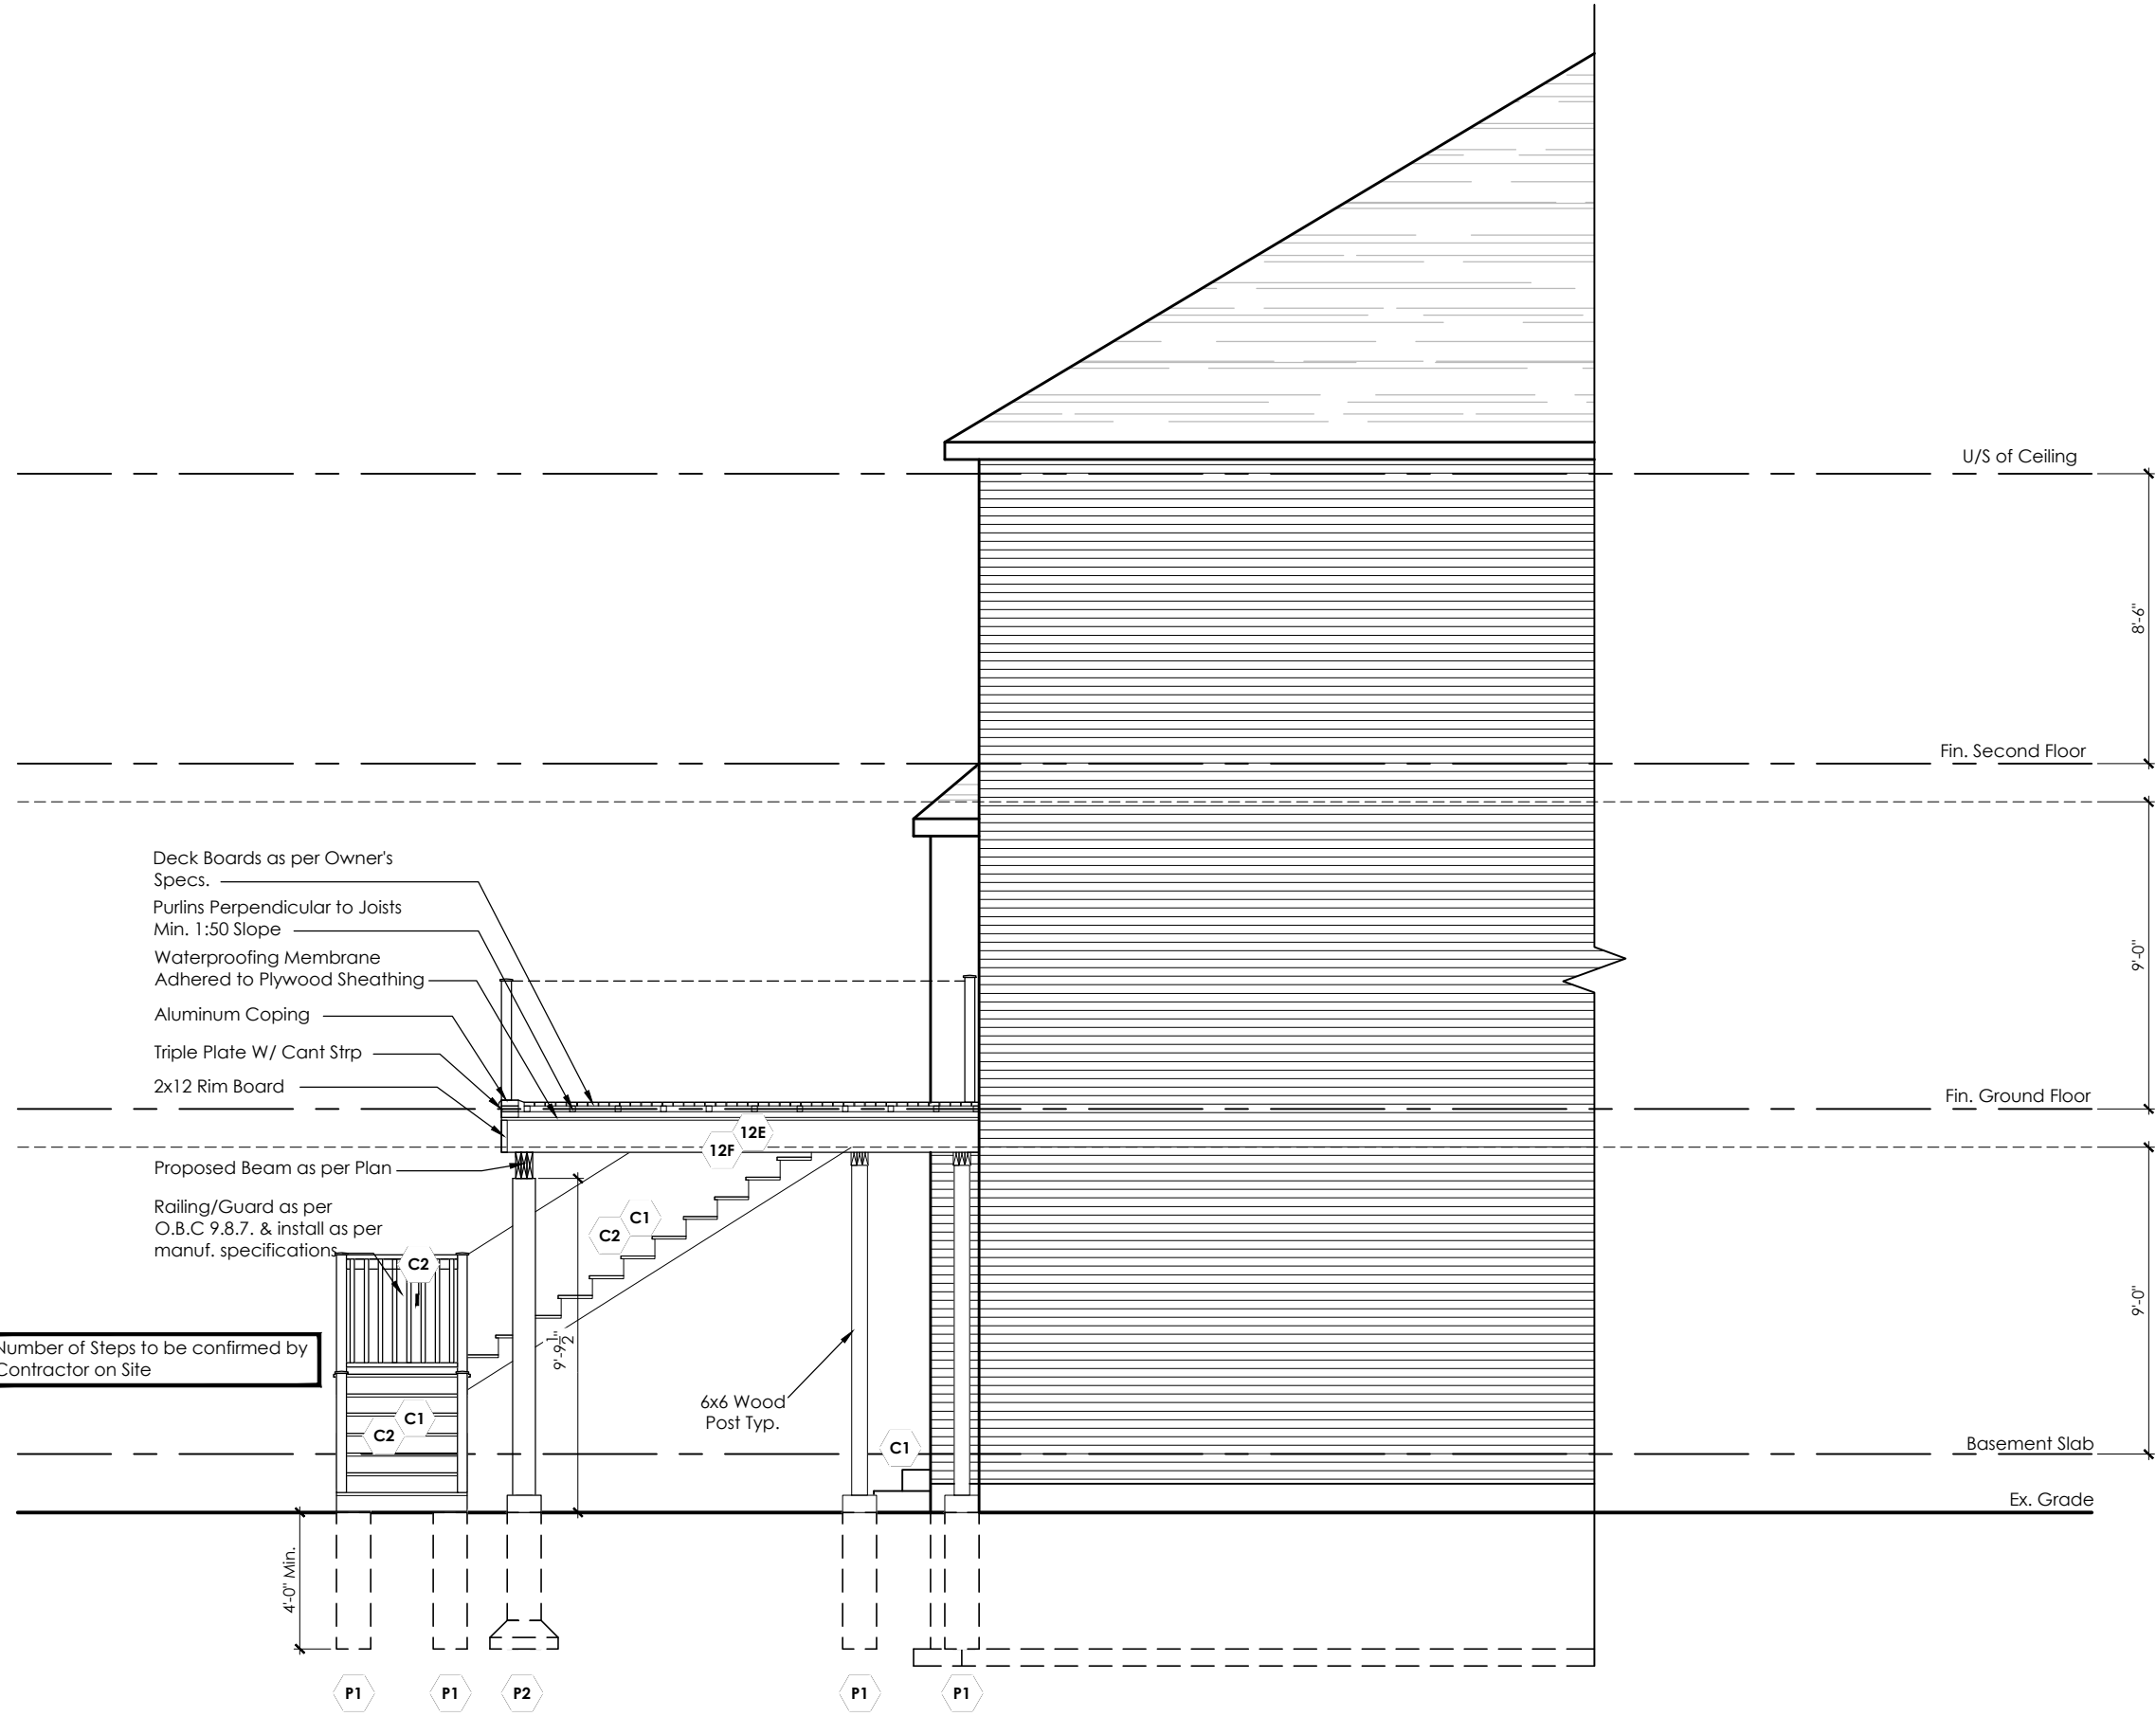 U/S of Ceiling
8'-6"
Fin. Second Floor
Deck Boards as per Owner's
Specs.
Purlins Perpendicular to Joists
Min. 1:50 Slope
Waterproofing Membrane
Adhered to Plywood Sheathing
Aluminum Coping
Triple Plate W/ Cant Strp
2x12 Rim Board
9'-0"
Fin. Ground Floor
12E
12F
Proposed Beam as per Plan
Railing/Guard as per
O.B.C 9.8.7. & install as per
manuf. specifications
C2
C1
C2
9'-9 1/2"
9'-0"
Number of Steps to be confirmed by
Contractor on Site
6x6 Wood
Post Typ.
C1
C2
C1
Basement Slab
Ex. Grade
4'-0" Min.
P1
P1
P2
P1
P1